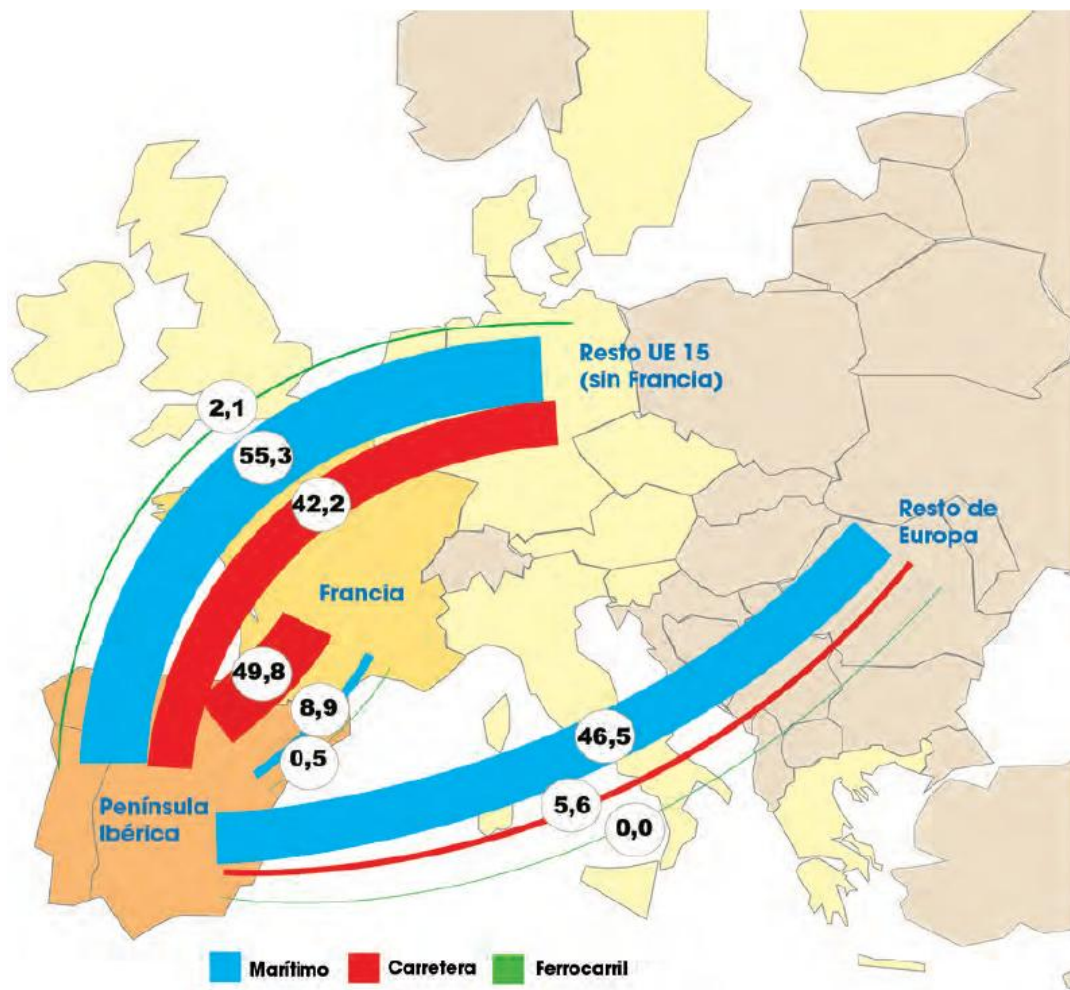 Resto UE 15
(sin Francia)
2,1
55,3
42,2
Resto de
Europa
Francia
49,8
8,9
0,5
46,5
5,6
0,0
Península
Ibérica
Marítimo
Carretera
Ferrocarril